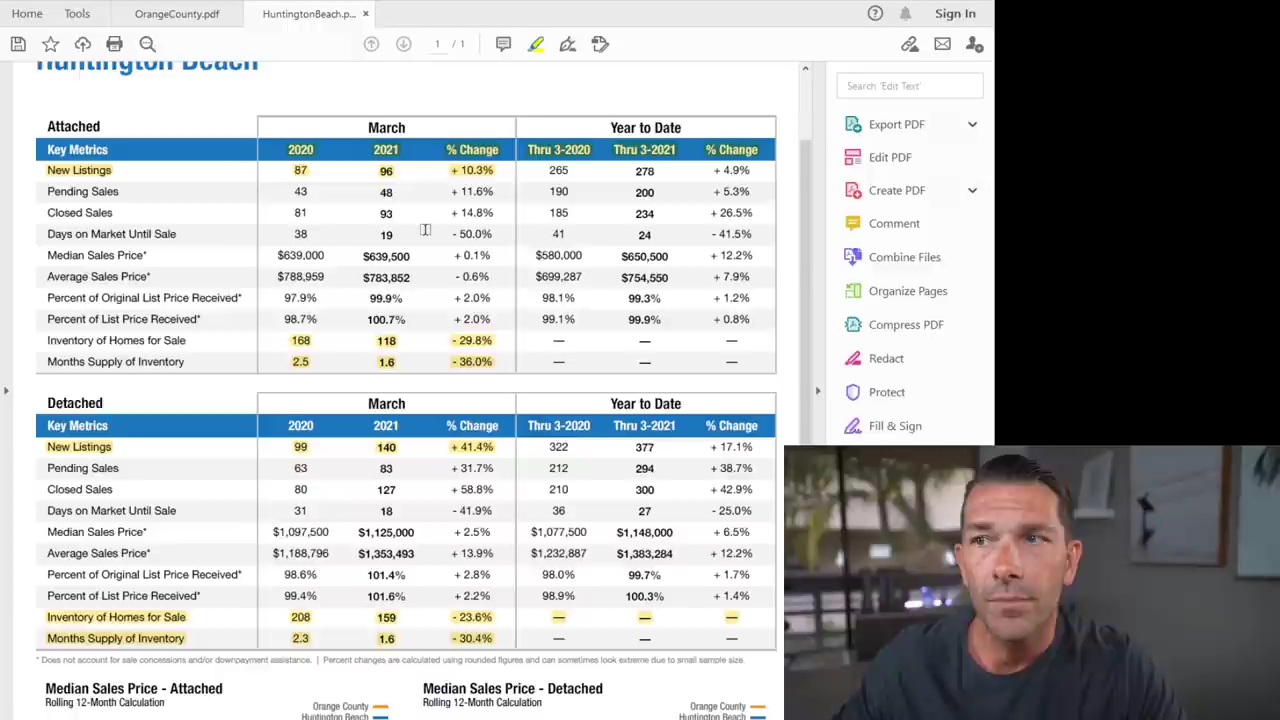 Home Tools OrangeCounty.pdf HuntingtonBeach.p... × Sign In
1 / 1
Huntington Beach
Search 'Edit Text'
Export PDF
Edit PDF
Create PDF
Comment
Combine Files
Organize Pages
Compress PDF
Redact
Protect
Fill & Sign
Attached March Year to Date
Key Metrics 2020 2021 % Change Thru 3-2020 Thru 3-2021 % Change
New Listings 87 96 + 10.3% 265 278 + 4.9%
Pending Sales 43 48 + 11.6% 190 200 + 5.3%
Closed Sales 81 93 + 14.8% 185 234 + 26.5%
Days on Market Until Sale 38 19 - 50.0% 41 24 - 41.5%
Median Sales Price* $639,000 $639,500 + 0.1% $580,000 $650,500 + 12.2%
Average Sales Price* $788,959 $783,852 - 0.6% $699,287 $754,550 + 7.9%
Percent of Original List Price Received* 97.9% 99.9% + 2.0% 98.1% 99.3% + 1.2%
Percent of List Price Received* 98.7% 100.7% + 2.0% 99.1% 99.9% + 0.8%
Inventory of Homes for Sale 168 118 - 29.8% — — —
Months Supply of Inventory 2.5 1.6 - 36.0% — — —
Detached March Year to Date
Key Metrics 2020 2021 % Change Thru 3-2020 Thru 3-2021 % Change
New Listings 99 140 + 41.4% 322 377 + 17.1%
Pending Sales 63 83 + 31.7% 212 294 + 38.7%
Closed Sales 80 127 + 58.8% 210 300 + 42.9%
Days on Market Until Sale 31 18 - 41.9% 36 27 - 25.0%
Median Sales Price* $1,097,500 $1,125,000 + 2.5% $1,077,500 $1,148,000 + 6.5%
Average Sales Price* $1,188,796 $1,353,493 + 13.9% $1,232,887 $1,383,284 + 12.2%
Percent of Original List Price Received* 98.6% 101.4% + 2.8% 98.0% 99.7% + 1.7%
Percent of List Price Received* 99.4% 101.6% + 2.2% 98.9% 100.3% + 1.4%
Inventory of Homes for Sale 208 159 - 23.6% — — —
Months Supply of Inventory 2.3 1.6 - 30.4% — — —
* Does not account for sale concessions and/or downpayment assistance. | Percent changes are calculated using rounded figures and can sometimes look extreme due to small sample size.
Median Sales Price - Attached
Rolling 12-Month Calculation
Orange County
Huntington Beach
Median Sales Price - Detached
Rolling 12-Month Calculation
Orange County
Huntington Beach